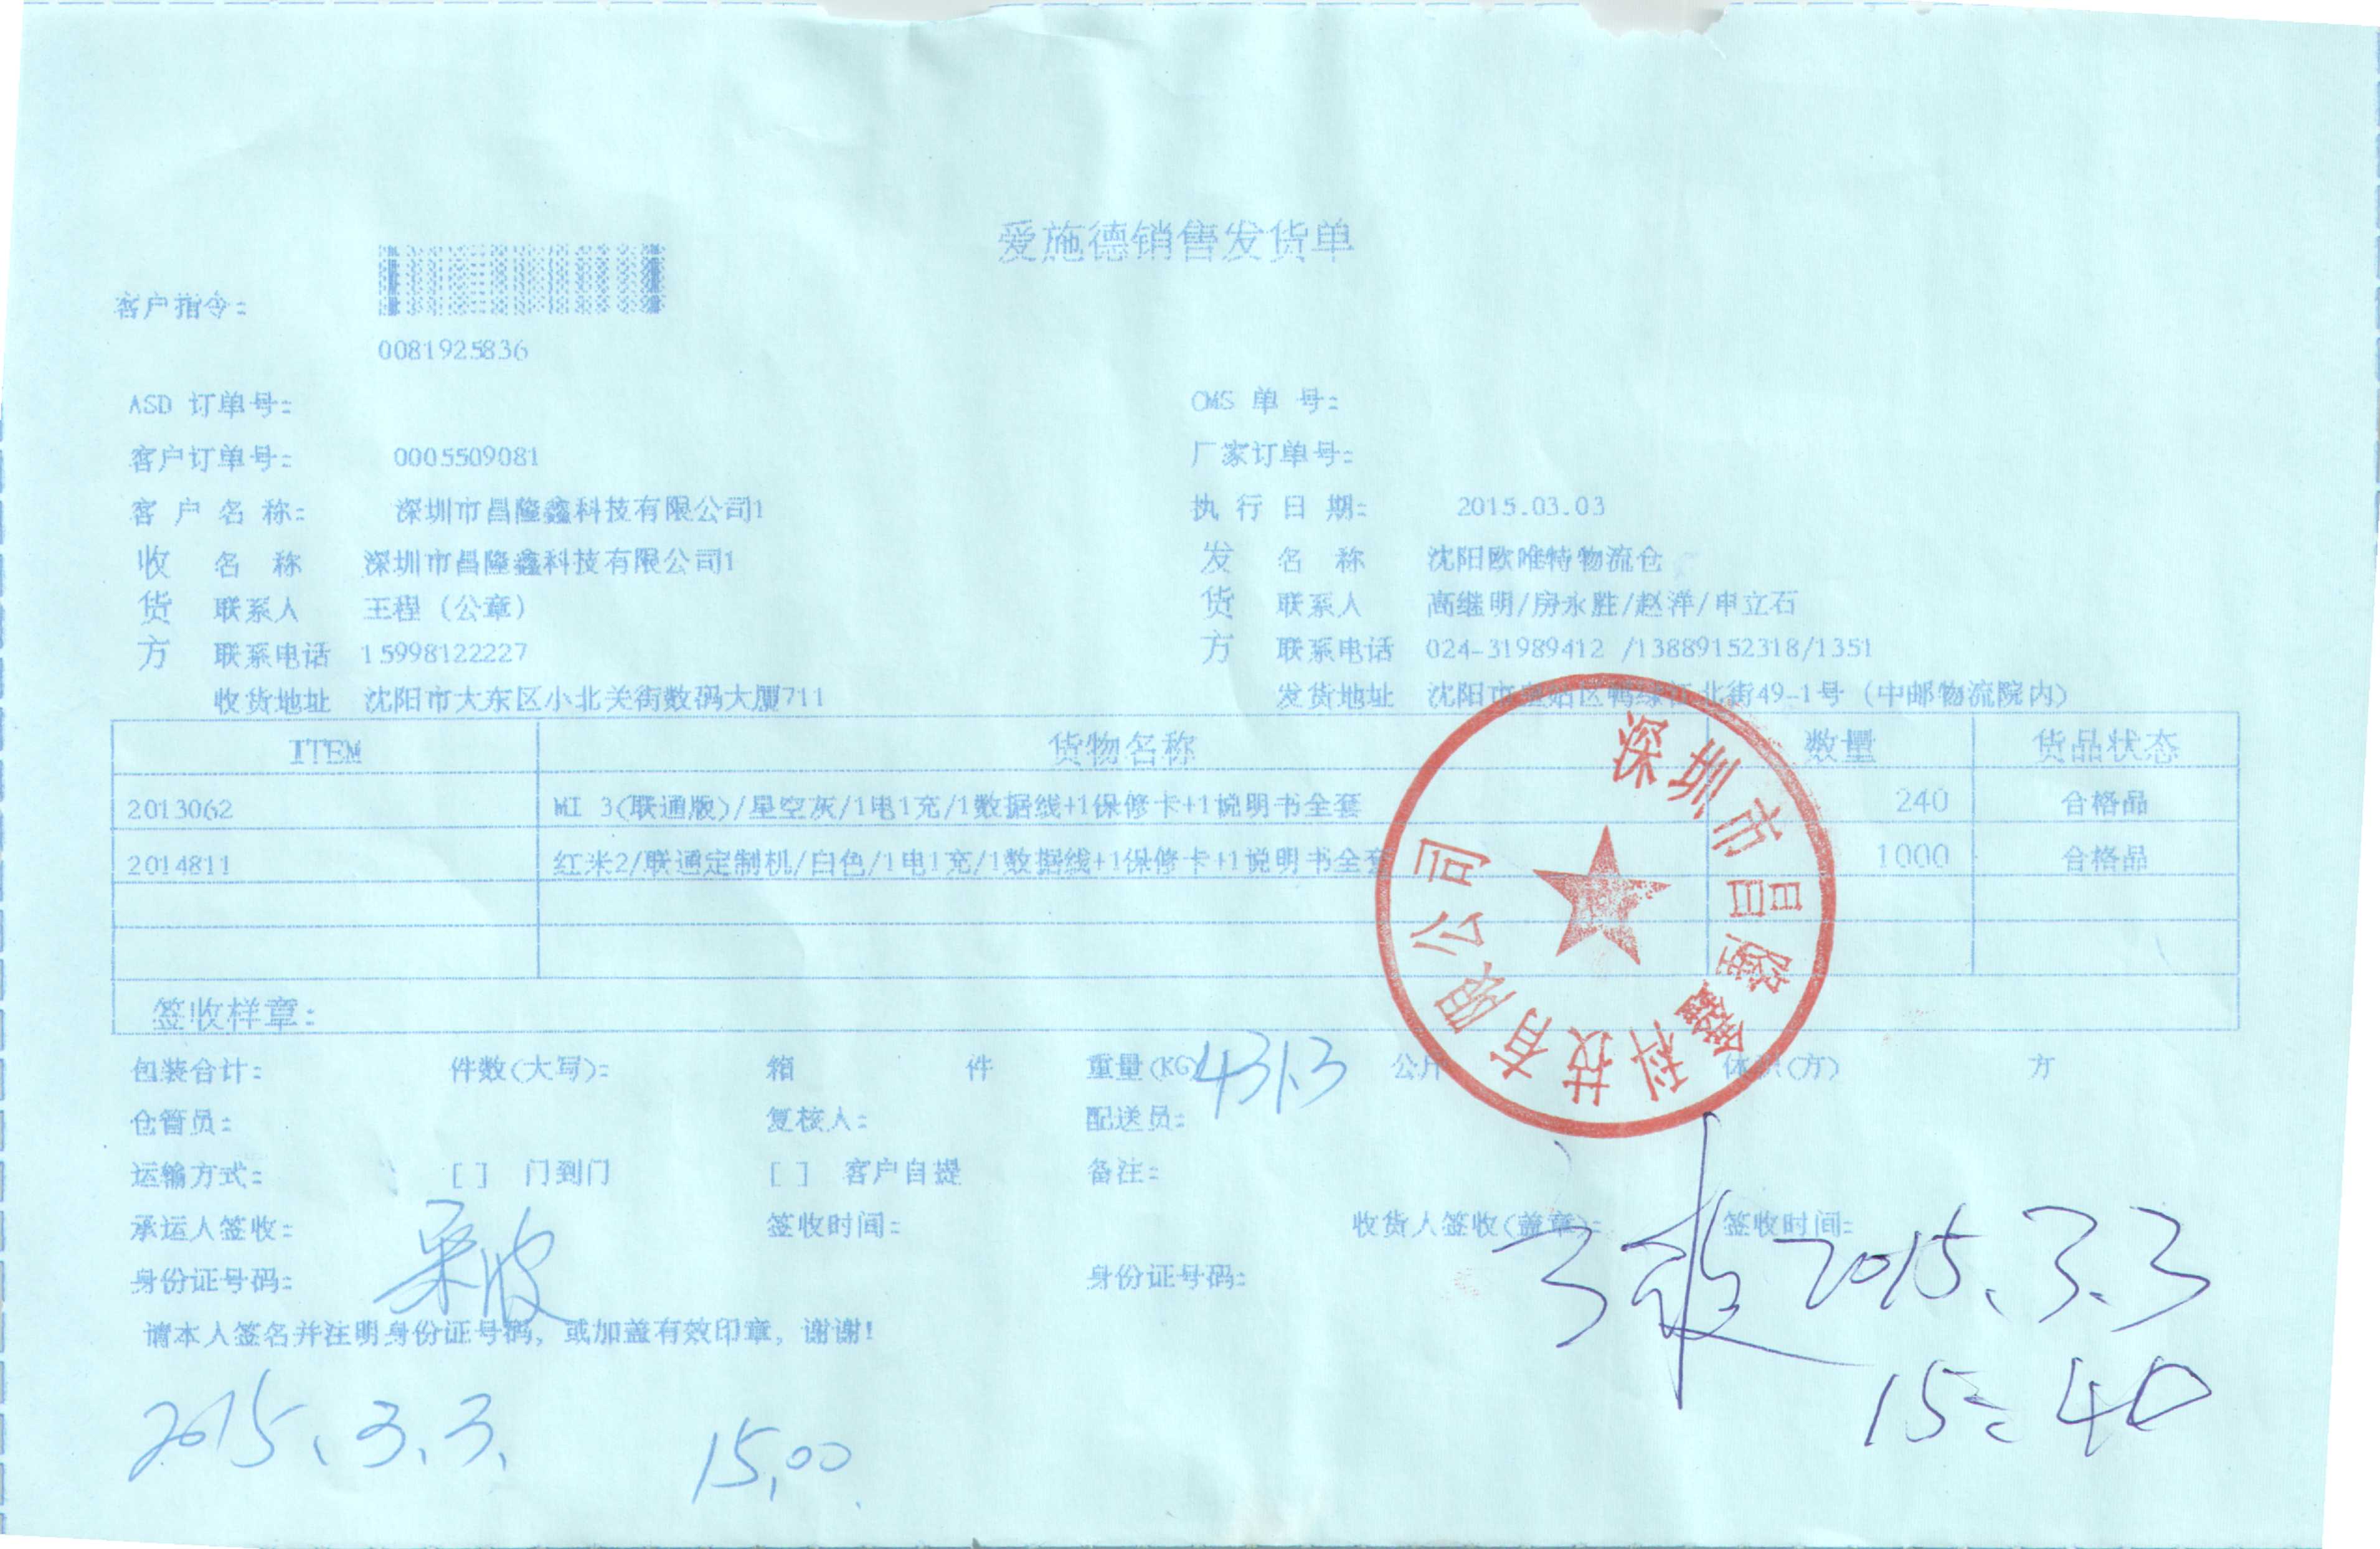 爱施德销售发货单
客户指令:
0081925836
ASD 订单号: OMS 单 号:
客户订单号: 0005509081 厂家订单号:
客 户 名 称: 深圳市昌隆鑫科技有限公司1 执 行 日 期: 2015.03.03
收 名 称 深圳市昌隆鑫科技有限公司1 发 名 称 沈阳欧唯特物流仓
货 联系人 王程（公章） 货 联系人 高继明/房永胜/赵洋/申立石
方 联系电话 15998122227 方 联系电话 024-31989412 /13889152318/1351
收货地址 沈阳市大东区小北关街数码大厦711 发货地址 沈阳市皇姑区鸭绿江北街49-1号（中邮物流院内）
ITEM 货物名称 数量 货品状态
2013062 MI 3(联通版)/星空灰/1电1充/1数据线+1保修卡+1说明书全套 240 合格品
2014811 红米2/联通定制机/白色/1电1充/1数据线+1保修卡+1说明书全套 1000 合格品
深圳市昌隆鑫科技有限公司
签收样章:
包装合计: 件数(大写): 箱 件 重量(KG) 431.3 公斤 体积(方) 方
仓管员: 复核人: 配送员:
运输方式: [ ] 门到门 [ ] 客户自提 备注:
承运人签收: 签收时间: 收货人签收(盖章): 签收时间: 2015.3.3
身份证号码: 身份证号码:
请本人签名并注明身份证号码，或加盖有效印章，谢谢!
15:40
2015.3.3. 15.00